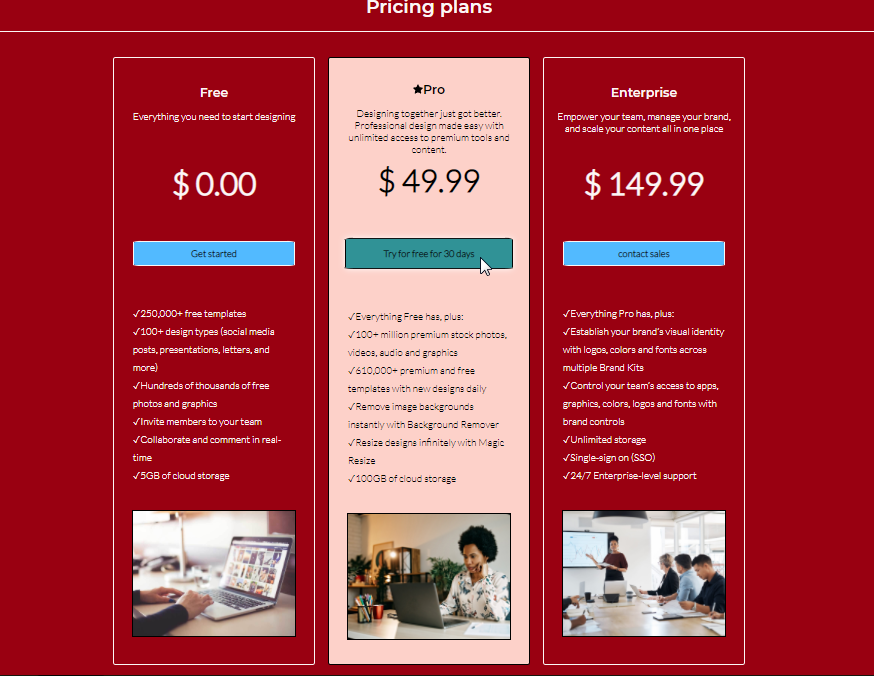 Pricing plans
Free
Everything you need to start designing
$ 0.00
Get started
✓250,000+ free templates
✓100+ design types (social media
posts, presentations, letters, and
more)
✓Hundreds of thousands of free
photos and graphics
✓Invite members to your team
✓Collaborate and comment in real-
time
✓5GB of cloud storage
★Pro
Designing together just got better.
Professional design made easy with
unlimited access to premium tools and
content.
$ 49.99
Try for free for 30 days
✓Everything Free has, plus:
✓100+ million premium stock photos,
videos, audio and graphics
✓610,000+ premium and free
templates with new designs daily
✓Remove image backgrounds
instantly with Background Remover
✓Resize designs infinitely with Magic
Resize
✓100GB of cloud storage
Enterprise
Empower your team, manage your brand,
and scale your content all in one place
$ 149.99
contact sales
✓Everything Pro has, plus:
✓Establish your brand's visual identity
with logos, colors and fonts across
multiple Brand Kits
✓Control your team's access to apps,
graphics, colors, logos and fonts with
brand controls
✓Unlimited storage
✓Single-sign on (SSO)
✓24/7 Enterprise-level support